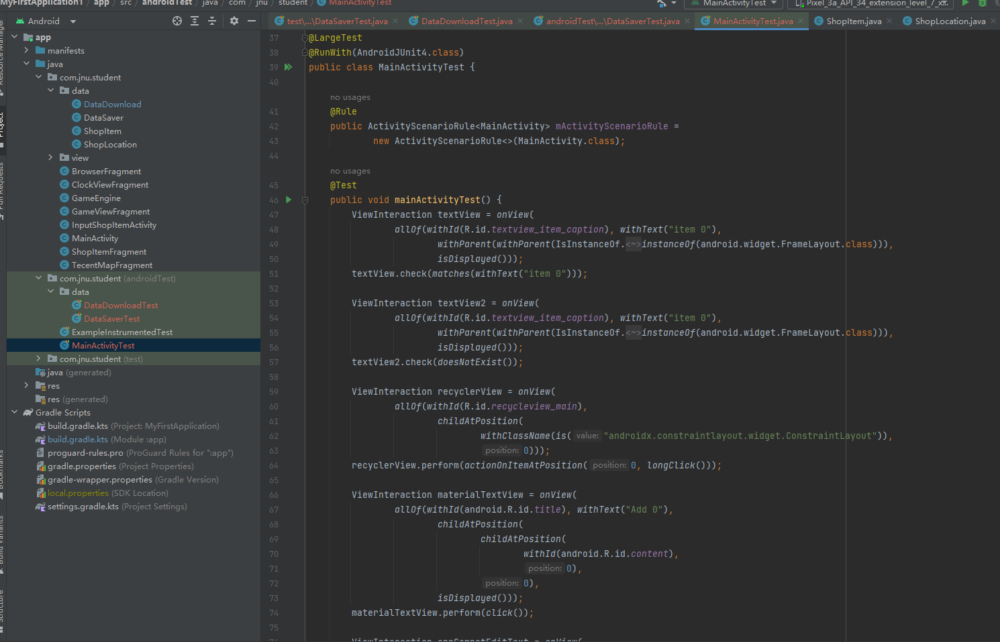 MyFirstApplication1 app src androidTest java com jnu student MainActivityTest
MainActivityTest
Pixel_3a_API_34_extension_level_7_x..
Android
test\...\DataSaverTest.java
DataDownloadTest.java
androidTest\...\DataSaverTest.java
MainActivityTest.java
ShopItem.java
ShopLocation.java
Resource Manager
Project
Pull Requests
Bookmarks
Build Variants
Structure
app
manifests
java
com.jnu.student
data
DataDownload
DataSaver
ShopItem
ShopLocation
view
BrowserFragment
ClockViewFragment
GameEngine
GameViewFragment
InputShopItemActivity
MainActivity
ShopItemFragment
TecentMapFragment
com.jnu.student (androidTest)
data
DataDownloadTest
DataSaverTest
ExampleInstrumentedTest
MainActivityTest
com.jnu.student (test)
java (generated)
res
res (generated)
Gradle Scripts
build.gradle.kts (Project: MyFirstApplication)
build.gradle.kts (Module :app)
proguard-rules.pro (ProGuard Rules for ":app")
gradle.properties (Project Properties)
gradle-wrapper.properties (Gradle Version)
local.properties (SDK Location)
settings.gradle.kts (Project Settings)
37 @LargeTest
38 @RunWith(AndroidJUnit4.class)
39 public class MainActivityTest {
40
no usages
41 @Rule
42 public ActivityScenarioRule<MainActivity> mActivityScenarioRule =
43 new ActivityScenarioRule<>(MainActivity.class);
44
no usages
45 @Test
46 public void mainActivityTest() {
47 ViewInteraction textView = onView(
48 allOf(withId(R.id.textview_item_caption), withText("item 0"),
49 withParent(withParent(IsInstanceOf.<~>instanceOf(android.widget.FrameLayout.class))),
50 isDisplayed()));
51 textView.check(matches(withText("item 0")));
52
53 ViewInteraction textView2 = onView(
54 allOf(withId(R.id.textview_item_caption), withText("item 0"),
55 withParent(withParent(IsInstanceOf.<~>instanceOf(android.widget.FrameLayout.class))),
56 isDisplayed()));
57 textView2.check(doesNotExist());
58
59 ViewInteraction recyclerView = onView(
60 allOf(withId(R.id.recycleview_main),
61 childAtPosition(
62 withClassName(is( value: "androidx.constraintlayout.widget.ConstraintLayout")),
63 position: 0)));
64 recyclerView.perform(actionOnItemAtPosition( position: 0, longClick()));
65
66 ViewInteraction materialTextView = onView(
67 allOf(withId(android.R.id.title), withText("Add 0"),
68 childAtPosition(
69 childAtPosition(
70 withId(android.R.id.content),
71 position: 0),
72 position: 0),
73 isDisplayed()));
74 materialTextView.perform(click());
75